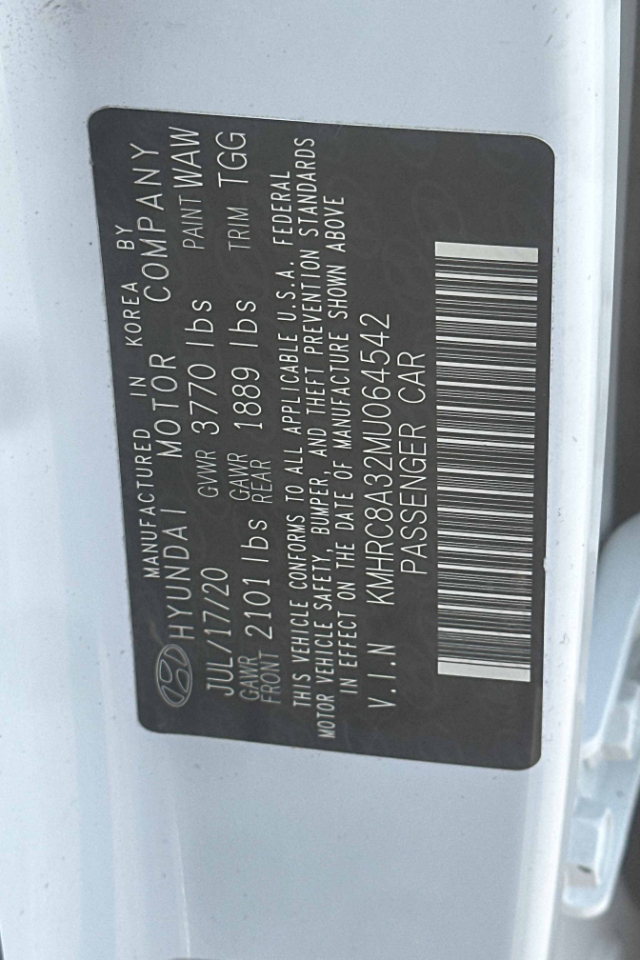 MANUFACTURED IN KOREA BY
HYUNDAI MOTOR COMPANY
JUL/17/20 GVWR 3770 lbs PAINT WAW
GAWR FRONT 2101 lbs GAWR REAR 1889 lbs TRIM TGG
THIS VEHICLE CONFORMS TO ALL APPLICABLE U.S.A. FEDERAL
MOTOR VEHICLE SAFETY, BUMPER, AND THEFT PREVENTION STANDARDS
IN EFFECT ON THE DATE OF MANUFACTURE SHOWN ABOVE
V.I.N KMHRC8A32MU064542
PASSENGER CAR